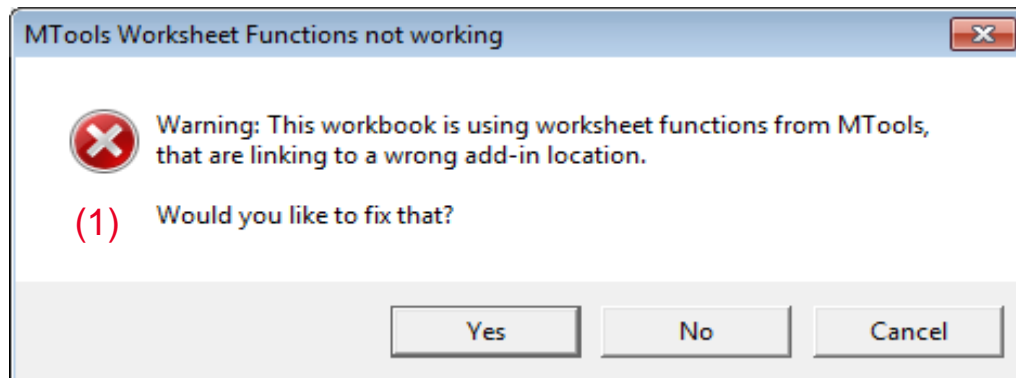 MTools Worksheet Functions not working
Warning: This workbook is using worksheet functions from MTools,
that are linking to a wrong add-in location.
(1) Would you like to fix that?
Yes No Cancel